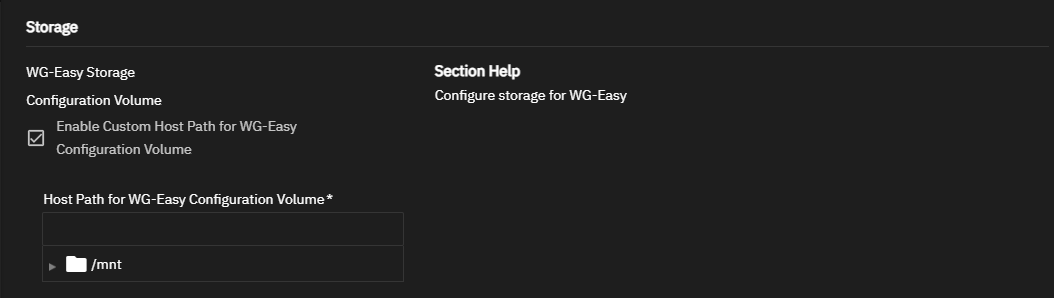 Storage
WG-Easy Storage
Section Help
Configuration Volume
Configure storage for WG-Easy
Enable Custom Host Path for WG-Easy
Configuration Volume
Host Path for WG-Easy Configuration Volume*
/mnt